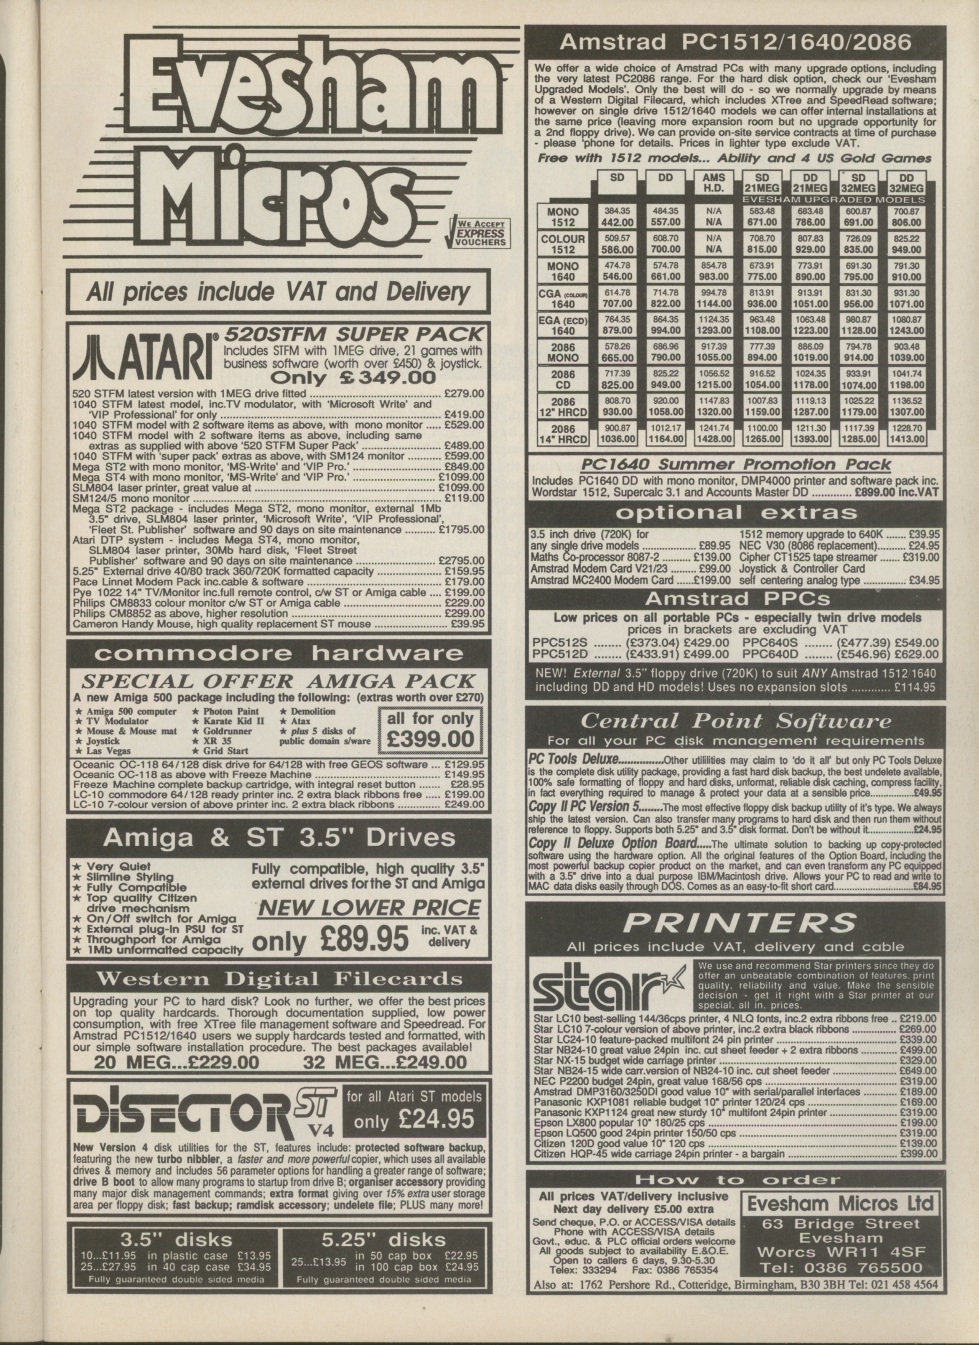 Evesham
Micros
WE ACCEPT
EXPRESS
VOUCHERS
All prices include VAT and Delivery
ATARI®
520STFM SUPER PACK
Includes STFM with 1MEG drive, 21 games with
business software (worth over £450) & joystick.
Only £349.00
520 STFM latest version with 1MEG drive fitted ........ £279.00
1040 STFM latest model, inc.TV modulator, with 'Microsoft Write' and
'VIP Professional' for only ........ £419.00
1040 STFM model with 2 software items as above, with mono monitor ..... £529.00
1040 STFM model with 2 software items as above, including same
extras as supplied with above '520 STFM Super Pack' ........ £489.00
1040 STFM with 'super pack' extras as above, with SM124 monitor ........ £599.00
Mega ST2 with mono monitor, 'MS-Write' and 'VIP Pro.' ........ £849.00
Mega ST4 with mono monitor, 'MS-Write' and 'VIP Pro.' ........ £1099.00
SLM804 laser printer, great value at ........ £1099.00
SM124/5 mono monitor ........ £119.00
Mega ST2 package - includes Mega ST2, mono monitor, external 1Mb
3.5" drive, SLM804 laser printer, 'Microsoft Write', 'VIP Professional',
'Fleet St. Publisher' software and 90 days on site maintenance ........ £1795.00
Atari DTP system - includes Mega ST4, mono monitor,
SLM804 laser printer, 30Mb hard disk, 'Fleet Street
Publisher' software and 90 days on site maintenance ........ £2795.00
5.25" External drive 40/80 track 360/720K formatted capacity ........ £159.95
Pace Linnet Modem Pack inc.cable & software ........ £179.00
Pye 1022 14" TV/Monitor inc.full remote control, c/w ST or Amiga cable .... £199.00
Philips CM8833 colour monitor c/w ST or Amiga cable ........ £229.00
Philips CM8852 as above, higher resolution ........ £299.00
Cameron Handy Mouse, high quality replacement ST mouse ........ £39.95
commodore hardware
SPECIAL OFFER AMIGA PACK
A new Amiga 500 package including the following: (extras worth over £270)
★ Amiga 500 computer ★ Photon Paint ★ Demolition
★ TV Modulator ★ Karate Kid II ★ Atax
★ Mouse & Mouse mat ★ Goldrunner ★ plus 5 disks of
★ Joystick ★ XR 35 public domain s/ware
★ Las Vegas ★ Grid Start
all for only
£399.00
Oceanic OC-118 64/128 disk drive for 64/128 with free GEOS software ... £129.95
Oceanic OC-118 as above with Freeze Machine ........ £149.95
Freeze Machine complete backup cartridge, with integral reset button ........ £28.95
LC-10 commodore 64/128 ready printer inc. 2 extra black ribbons free ..... £199.00
LC-10 7-colour version of above printer inc. 2 extra black ribbons ........ £249.00
Amiga & ST 3.5" Drives
★ Very Quiet
★ Slimline Styling
★ Fully Compatible
★ Top quality Citizen
drive mechanism
★ On/Off switch for Amiga
★ External plug-in PSU for ST
★ Throughport for Amiga
★ 1Mb unformatted capacity
Fully compatible, high quality 3.5"
external drives for the ST and Amiga
NEW LOWER PRICE
only £89.95 inc. VAT &
delivery
Western Digital Filecards
Upgrading your PC to hard disk? Look no further, we offer the best prices
on top quality hardcards. Thorough documentation supplied, low power
consumption, with free XTree file management software and Speedread. For
Amstrad PC1512/1640 users we supply hardcards tested and formatted, with
our simple software installation procedure. The best packages available!
20 MEG...£229.00 32 MEG...£249.00
DiSECTOR ST
V4
for all Atari ST models
only £24.95
New Version 4 disk utilities for the ST, features include: protected software backup,
featuring the new turbo nibbler, a faster and more powerful copier, which uses all available
drives & memory and includes 56 parameter options for handling a greater range of software;
drive B boot to allow many programs to startup from drive B; organiser accessory providing
many major disk management commands; extra format giving over 15% extra user storage
area per floppy disk; fast backup; ramdisk accessory; undelete file; PLUS many more!
3.5" disks
10...£11.95 in plastic case £13.95
25...£27.95 in 40 cap case £34.95
Fully guaranteed double sided media
5.25" disks
25...£13.95 in 50 cap box £22.95
in 100 cap box £24.95
Fully guaranteed double sided media
Amstrad PC1512/1640/2086
We offer a wide choice of Amstrad PCs with many upgrade options, including
the very latest PC2086 range. For the hard disk option, check our 'Evesham
Upgraded Models'. Only the best will do - so we normally upgrade by means
of a Western Digital Filecard, which includes XTree and SpeedRead software;
however on single drive 1512/1640 models we can offer internal installations at
the same price (leaving more expansion room but no upgrade opportunity for
a 2nd floppy drive). We can provide on-site service contracts at time of purchase
- please 'phone for details. Prices in lighter type exclude VAT.
Free with 1512 models... Ability and 4 US Gold Games
SD DD AMS H.D. SD 21MEG DD 21MEG SD 32MEG DD 32MEG
EVESHAM UPGRADED MODELS
MONO 384.35 484.35 N/A 583.48 683.48 600.87 700.87
1512 442.00 557.00 N/A 671.00 786.00 691.00 806.00
COLOUR 509.57 608.70 N/A 708.70 807.83 726.09 825.22
1512 586.00 700.00 N/A 815.00 929.00 835.00 949.00
MONO 474.78 574.78 854.78 673.91 773.91 691.30 791.30
1640 546.00 661.00 983.00 775.00 890.00 795.00 910.00
CGA (COLOUR) 614.78 714.78 994.78 813.91 913.91 831.30 931.30
1640 707.00 822.00 1144.00 936.00 1051.00 956.00 1071.00
EGA (ECD) 764.35 864.35 1124.35 963.48 1063.48 980.87 1080.87
1640 879.00 994.00 1293.00 1108.00 1223.00 1128.00 1243.00
2086 578.26 686.96 917.39 777.39 886.09 794.78 903.48
MONO 665.00 790.00 1055.00 894.00 1019.00 914.00 1039.00
2086 717.39 825.22 1056.52 916.52 1024.35 933.91 1041.74
CD 825.00 949.00 1215.00 1054.00 1178.00 1074.00 1198.00
2086 808.70 920.00 1147.83 1007.83 1119.13 1025.22 1136.52
12" HRCD 930.00 1058.00 1320.00 1159.00 1287.00 1179.00 1307.00
2086 900.87 1012.17 1241.74 1100.00 1211.30 1117.39 1228.70
14" HRCD 1036.00 1164.00 1428.00 1265.00 1393.00 1285.00 1413.00
PC1640 Summer Promotion Pack
Includes PC1640 DD with mono monitor, DMP4000 printer and software pack inc.
Wordstar 1512, Supercalc 3.1 and Accounts Master DD ............ £899.00 inc.VAT
optional extras
3.5 inch drive (720K) for
any single drive models ........ £89.95
Maths Co-processor 8087-2 ........ £139.00
Amstrad Modem Card V21/23 ........ £99.00
Amstrad MC2400 Modem Card .....£199.00
1512 memory upgrade to 640K ...... £39.95
NEC V30 (8086 replacement)........ £24.95
Cipher CT1525 tape streamer ...... £319.00
Joystick & Controller Card
self centering analog type ............ £34.95
Amstrad PPCs
Low prices on all portable PCs - especially twin drive models
prices in brackets are excluding VAT
PPC512S ........ (£373.04) £429.00 PPC640S ........ (£477.39) £549.00
PPC512D ........ (£433.91) £499.00 PPC640D ........ (£546.96) £629.00
NEW! External 3.5" floppy drive (720K) to suit ANY Amstrad 1512 1640
including DD and HD models! Uses no expansion slots ............ £114.95
Central Point Software
For all your PC disk management requirements
PC Tools Deluxe..............Other utililities may claim to 'do it all' but only PC Tools Deluxe
is the complete disk utility package, providing a fast hard disk backup, the best undelete available,
100% safe formatting of floppy and hard disks, unformat, reliable disk caching, compress facility,
in fact everything required to manage & protect your data at a sensible price..............£49.95
Copy II PC Version 5........The most effective floppy disk backup utility of it's type. We always
ship the latest version. Can also transfer many programs to hard disk and then run them without
reference to floppy. Supports both 5.25" and 3.5" disk format. Don't be without it..............£24.95
Copy II Deluxe Option Board.....The ultimate solution to backing up copy-protected
software using the hardware option. All the original features of the Option Board, including the
most powerful backup copier product on the market, and can even transform any PC equipped
with a 3.5" drive into a dual purpose IBM/Macintosh drive. Allows your PC to read and write to
MAC data disks easily through DOS. Comes as an easy-to-fit short card..............£84.95
PRINTERS
All prices include VAT, delivery and cable
star
We use and recommend Star printers since they do
offer an unbeatable combination of features, print
quality, reliability and value. Make the sensible
decision - get it right with a Star printer at our
special, all in, prices.
Star LC10 best-selling 144/36cps printer, 4 NLQ fonts, inc.2 extra ribbons free .. £219.00
Star LC10 7-colour version of above printer, inc.2 extra black ribbons ........ £269.00
Star LC24-10 feature-packed multifont 24 pin printer ........ £339.00
Star NB24-10 great value 24pin inc. cut sheet feeder + 2 extra ribbons ........ £499.00
Star NX-15 budget wide carriage printer ........ £329.00
Star NB24-15 wide carr.version of NB24-10 inc. cut sheet feeder ........ £649.00
NEC P2200 budget 24pin, great value 168/56 cps ........ £319.00
Amstrad DMP3160/3250DI good value 10" with serial/parallel interfaces ........ £189.00
Panasonic KXP1081 reliable budget 10" printer 120/24 cps ........ £169.00
Panasonic KXP1124 great new sturdy 10" multifont 24pin printer ........ £319.00
Epson LX800 popular 10" 180/25 cps ........ £199.00
Epson LQ500 good 24pin printer 150/50 cps ........ £319.00
Citizen 120D good value 10" 120 cps ........ £139.00
Citizen HQP-45 wide carriage 24pin printer - a bargain ........ £399.00
How to order
All prices VAT/delivery inclusive
Next day delivery £5.00 extra
Send cheque, P.O. or ACCESS/VISA details
Phone with ACCESS/VISA details
Govt., educ. & PLC official orders welcome
All goods subject to availability E.&O.E.
Open to callers 6 days, 9.30-5.30
Telex: 333294 Fax: 0386 765354
Evesham Micros Ltd
63 Bridge Street
Evesham
Worcs WR11 4SF
Tel: 0386 765500
Also at: 1762 Pershore Rd., Cotteridge, Birmingham, B30 3BH Tel: 021 458 4564